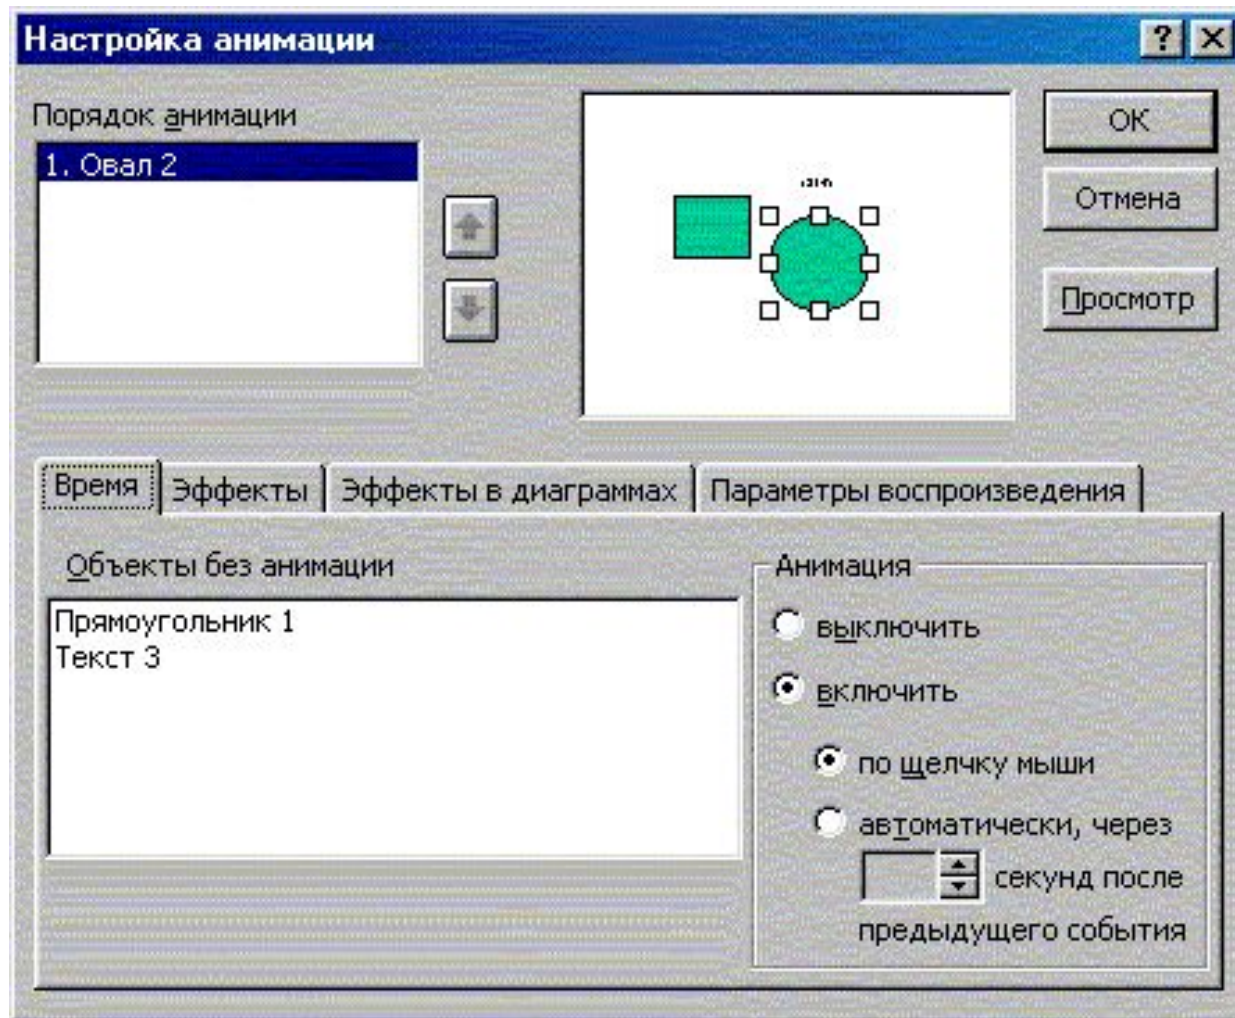 Настройка анимации
Порядок анимации
1. Овал 2
OK
Отмена
Просмотр
Время
Эффекты
Эффекты в диаграммах
Параметры воспроизведения
Объекты без анимации
Прямоугольник 1
Текст 3
Анимация
выключить
включить
по щелчку мыши
автоматически, через
секунд после
предыдущего события